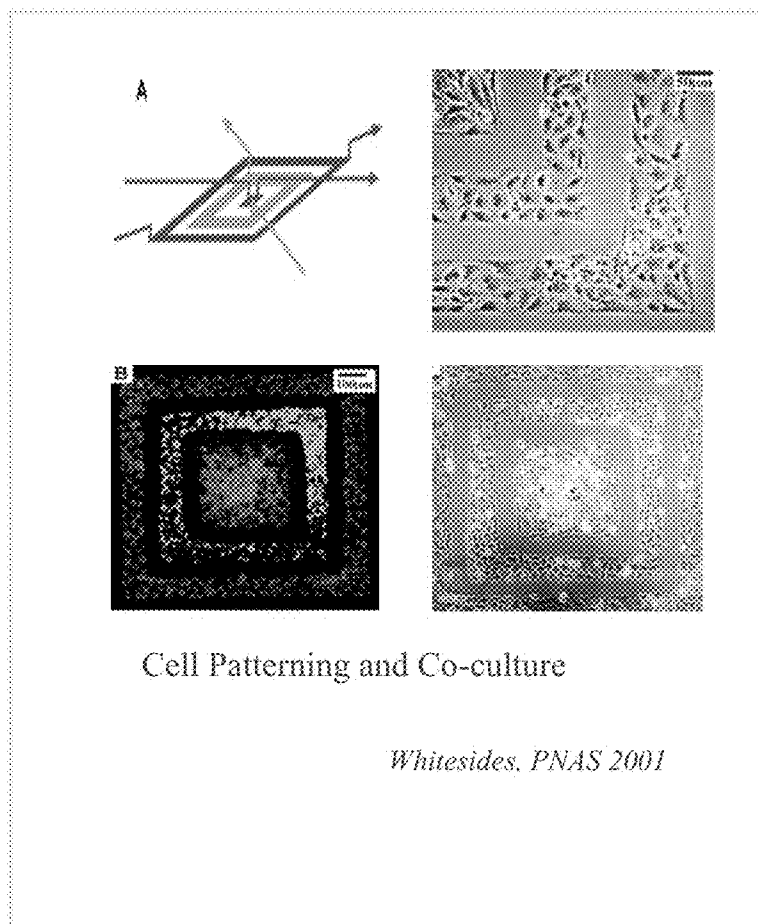 A
B
Cell Patterning and Co-culture
Whitesides, PNAS 2001